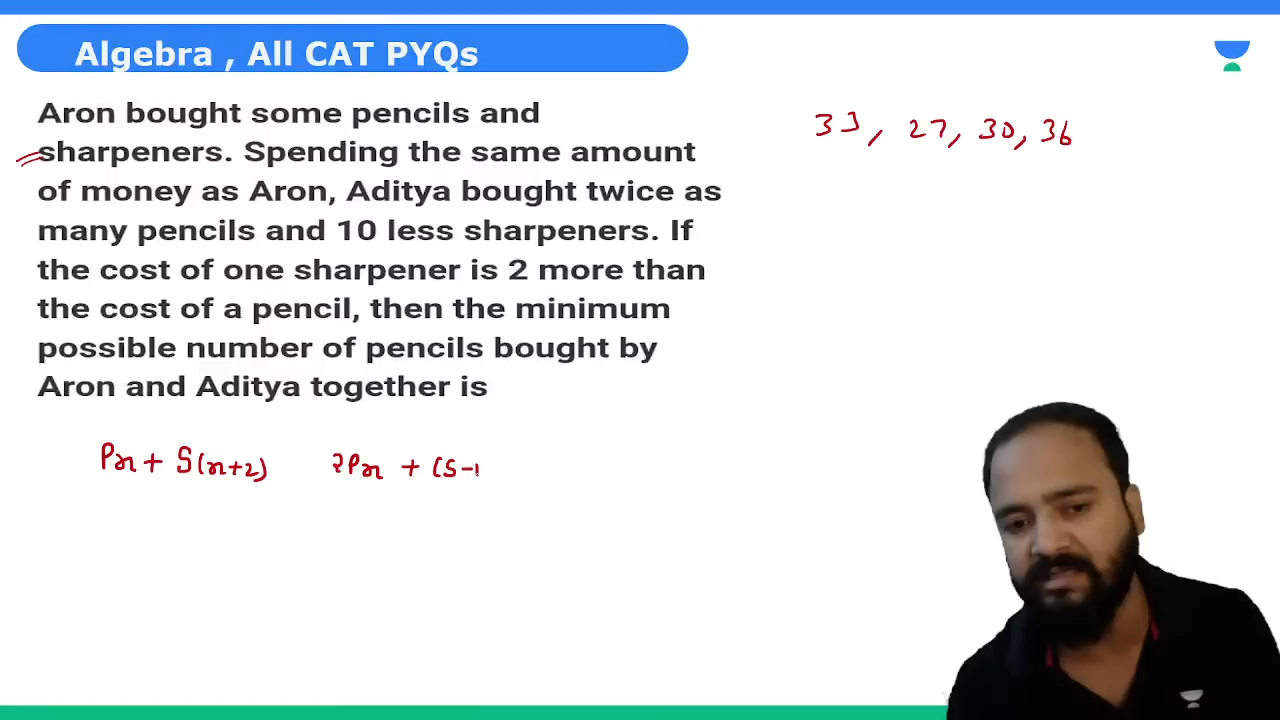 Algebra , All CAT PYQs
Aron bought some pencils and
sharpeners. Spending the same amount
of money as Aron, Aditya bought twice as
many pencils and 10 less sharpeners. If
the cost of one sharpener is 2 more than
the cost of a pencil, then the minimum
possible number of pencils bought by
Aron and Aditya together is
33, 27, 30, 36
Px + S(x+2) 2Px + (S-1